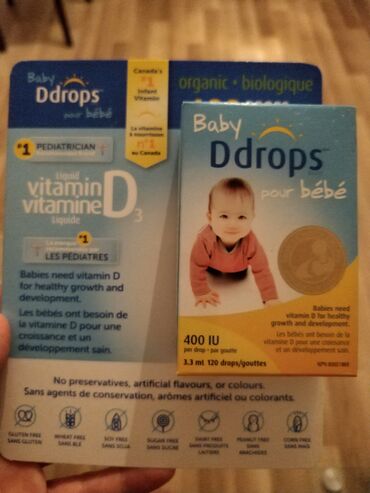 Baby
Ddrops
pour bébé
Canada's
#1
Infant
Vitamin
La vitamine
à nourrisson
n°1
au Canada
organic • biologique
#1 PEDIATRICIAN
Liquid
vitamin
vitamine
Liquide
D3
La marque
#1
LES PÉDIATRES
Babies need vitamin D
for healthy growth and
development.
Les bébés ont besoin de
la vitamine D pour une
croissance et un
développement sain.
No preservatives, artificial flavours, or colours.
Sans agents de conservation, arômes artificiel ou colorants.
GLUTEN FREE
SANS GLUTEN
WHEAT FREE
SANS BLÉ
SOY FREE
SANS SOJA
SUGAR FREE
SANS SUCRE
DAIRY FREE
SANS PRODUITS
LAITIERS
PEANUT FREE
SANS
ARACHIDES
CORN FREE
SANS MAÏS
Baby
Ddrops
pour bébé
Babies need
vitamin D for healthy
growth and development.
Les bébés ont besoin de la
vitamine D pour une
croissance et un
développement sain.
400 IU
per drop • par goutte
3.3 ml 120 drops/gouttes